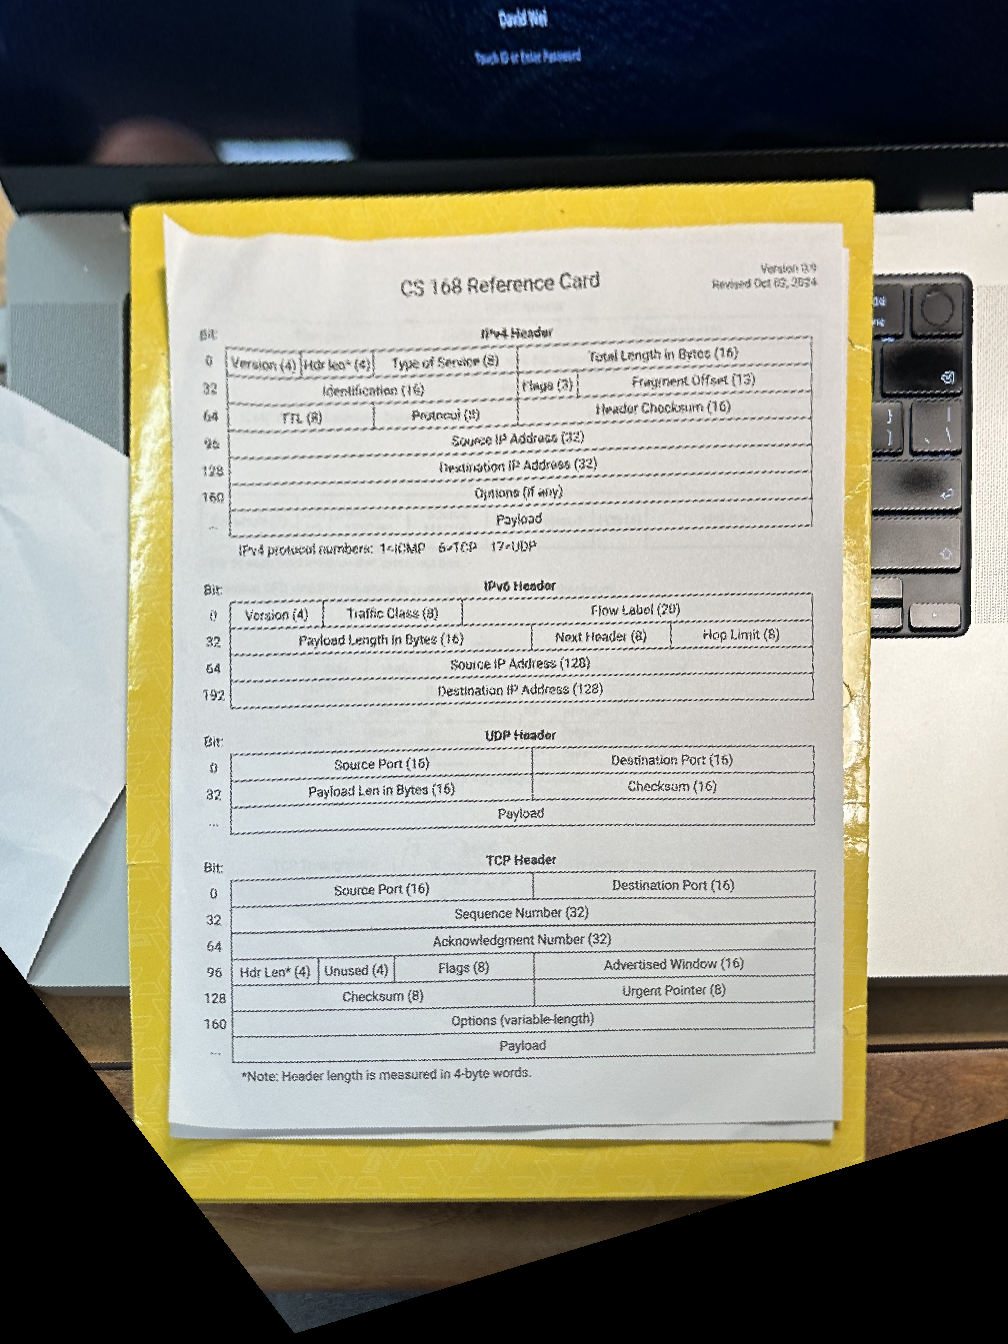 David Wei
Touch ID or Enter Password
CS 168 Reference Card
Version 0.9
Revised Oct 09, 2024
IPv4 Header
Bit:
0 Version (4) Hdr len* (4) Type of Service (8) Total Length in Bytes (16)
32 Identification (16) Flags (3) Fragment Offset (13)
64 TTL (8) Protocol (8) Header Checksum (16)
96 Source IP Address (32)
128 Destination IP Address (32)
160 Options (if any)
... Payload
IPv4 protocol numbers: 1=ICMP 6=TCP 17=UDP
IPv6 Header
Bit:
0 Version (4) Traffic Class (8) Flow Label (20)
32 Payload Length in Bytes (16) Next Header (8) Hop Limit (8)
64 Source IP Address (128)
192 Destination IP Address (128)
UDP Header
Bit:
0 Source Port (16) Destination Port (16)
32 Payload Len in Bytes (16) Checksum (16)
... Payload
TCP Header
Bit:
0 Source Port (16) Destination Port (16)
32 Sequence Number (32)
64 Acknowledgment Number (32)
96 Hdr Len* (4) Unused (4) Flags (8) Advertised Window (16)
128 Checksum (8) Urgent Pointer (8)
160 Options (variable-length)
... Payload
*Note: Header length is measured in 4-byte words.